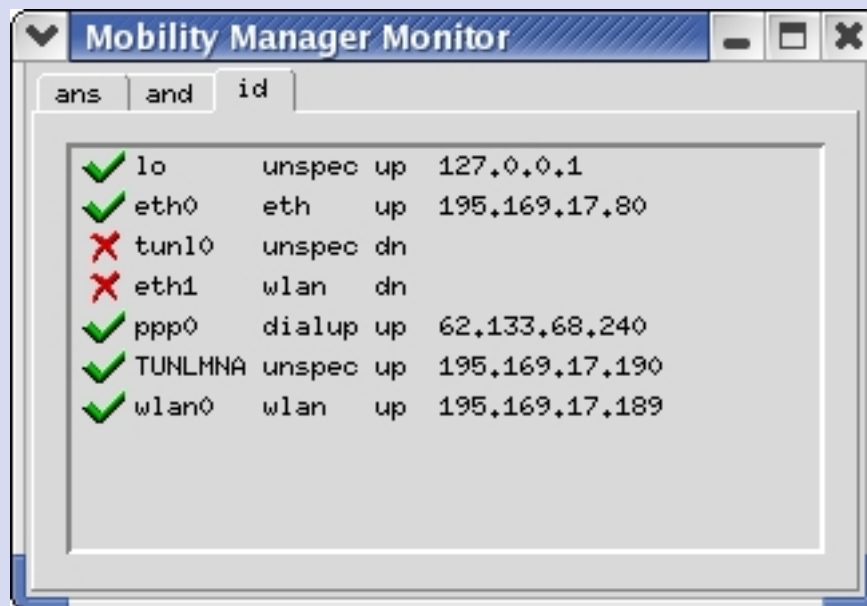 Mobility Manager Monitor
ans and id
lo unspec up 127.0.0.1
eth0 eth up 195.169.17.80
tunl0 unspec dn
eth1 wlan dn
ppp0 dialup up 62.133.68.240
TUNLMNA unspec up 195.169.17.190
wlan0 wlan up 195.169.17.189